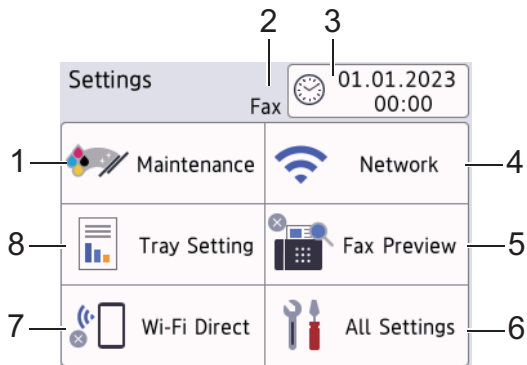 2 3
Settings
Fax
01.01.2023
00:00
1 Maintenance Network 4
8 Tray Setting Fax Preview 5
7 Wi-Fi Direct All Settings 6